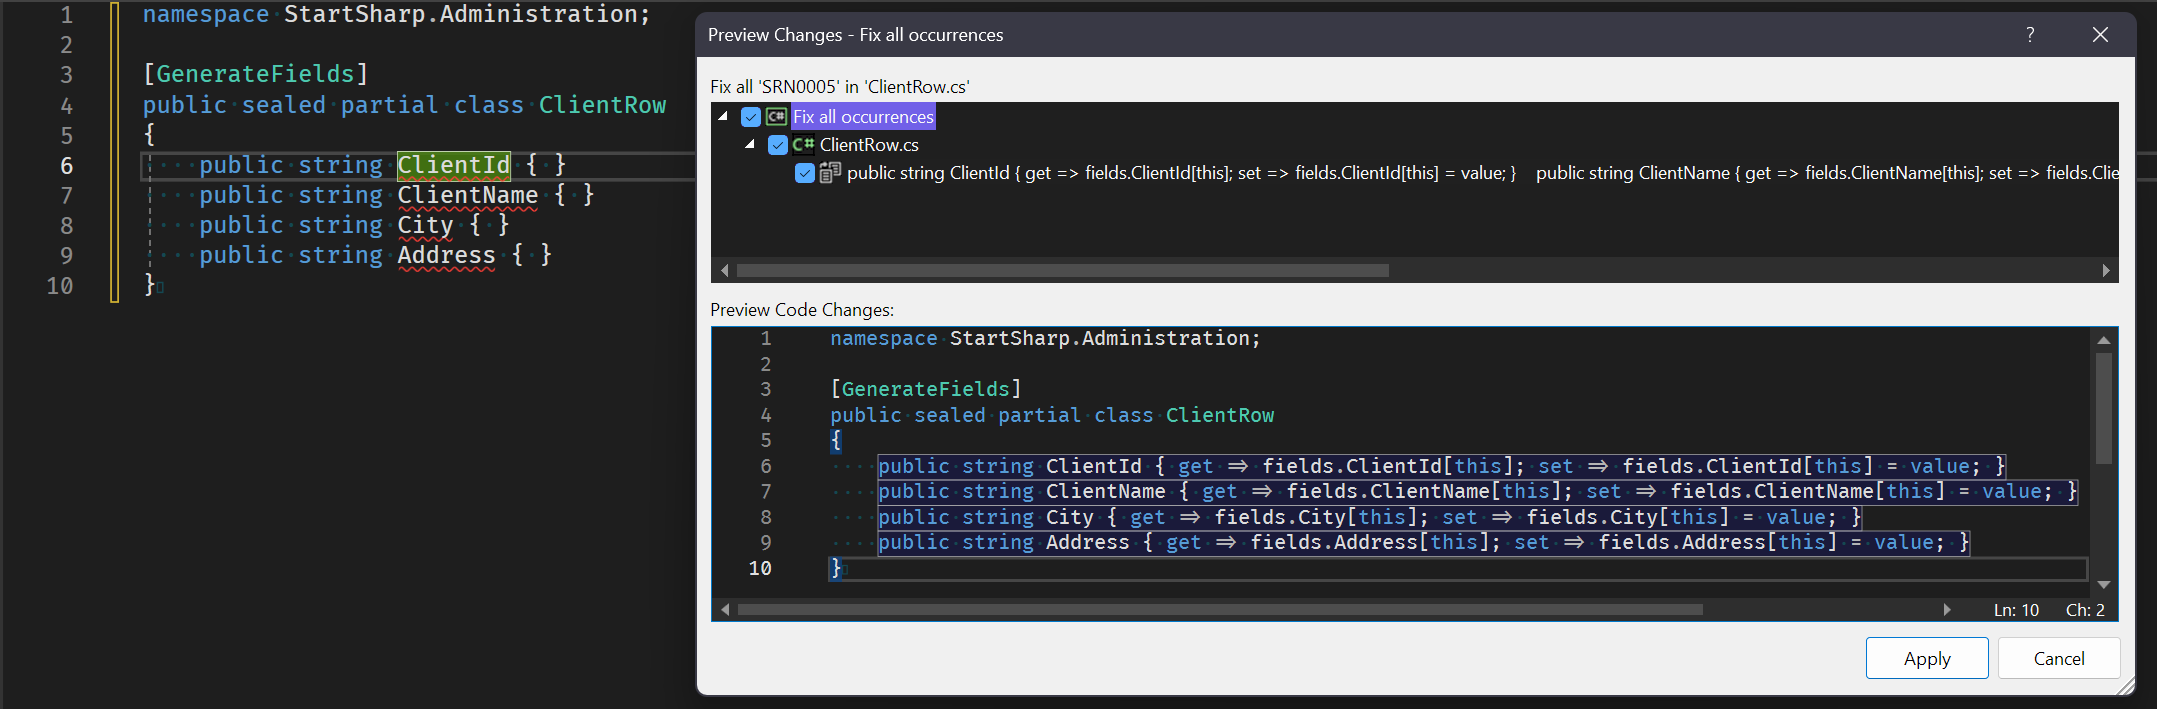 1 namespace StartSharp.Administration;
2
3 [GenerateFields]
4 public sealed partial class ClientRow
5 {
6 public string ClientId { }
7 public string ClientName { }
8 public string City { }
9 public string Address { }
10 }
Preview Changes - Fix all occurrences
?
Fix all 'SRN0005' in 'ClientRow.cs'
C# Fix all occurrences
C# ClientRow.cs
public string ClientId { get => fields.ClientId[this]; set => fields.ClientId[this] = value; } public string ClientName { get => fields.ClientName[this]; set => fields.Clie
Preview Code Changes:
1 namespace StartSharp.Administration;
2
3 [GenerateFields]
4 public sealed partial class ClientRow
5 {
6 public string ClientId { get => fields.ClientId[this]; set => fields.ClientId[this] = value; }
7 public string ClientName { get => fields.ClientName[this]; set => fields.ClientName[this] = value; }
8 public string City { get => fields.City[this]; set => fields.City[this] = value; }
9 public string Address { get => fields.Address[this]; set => fields.Address[this] = value; }
10 }
Ln: 10 Ch: 2
Apply Cancel